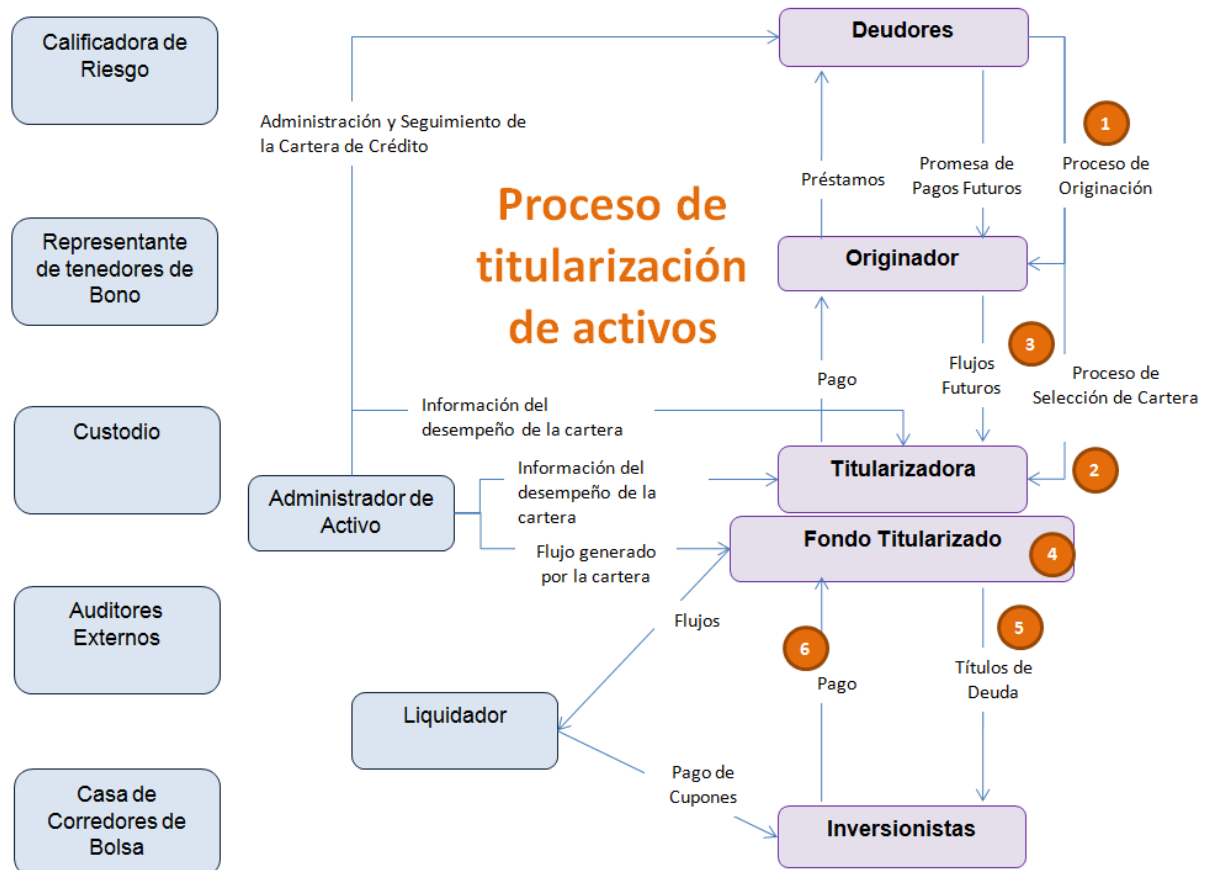 Calificadora de
Riesgo
Deudores
Administración y Seguimiento de
la Cartera de Crédito
1
Préstamos
Promesa de
Pagos Futuros
Proceso de
Originación
Proceso de
titularización
de activos
Representante
de tenedores de
Bono
Originador
3
Pago
Flujos
Futuros
Proceso de
Selección de Cartera
Custodio
Información del
desempeño de la cartera
Titularizadora
2
Administrador de
Activo
Información del
desempeño de la
cartera
Flujo generado
por la cartera
Fondo Titularizado
4
Auditores
Externos
Flujos
6
Pago
5
Títulos de
Deuda
Liquidador
Pago de
Cupones
Casa de
Corredores de
Bolsa
Inversionistas